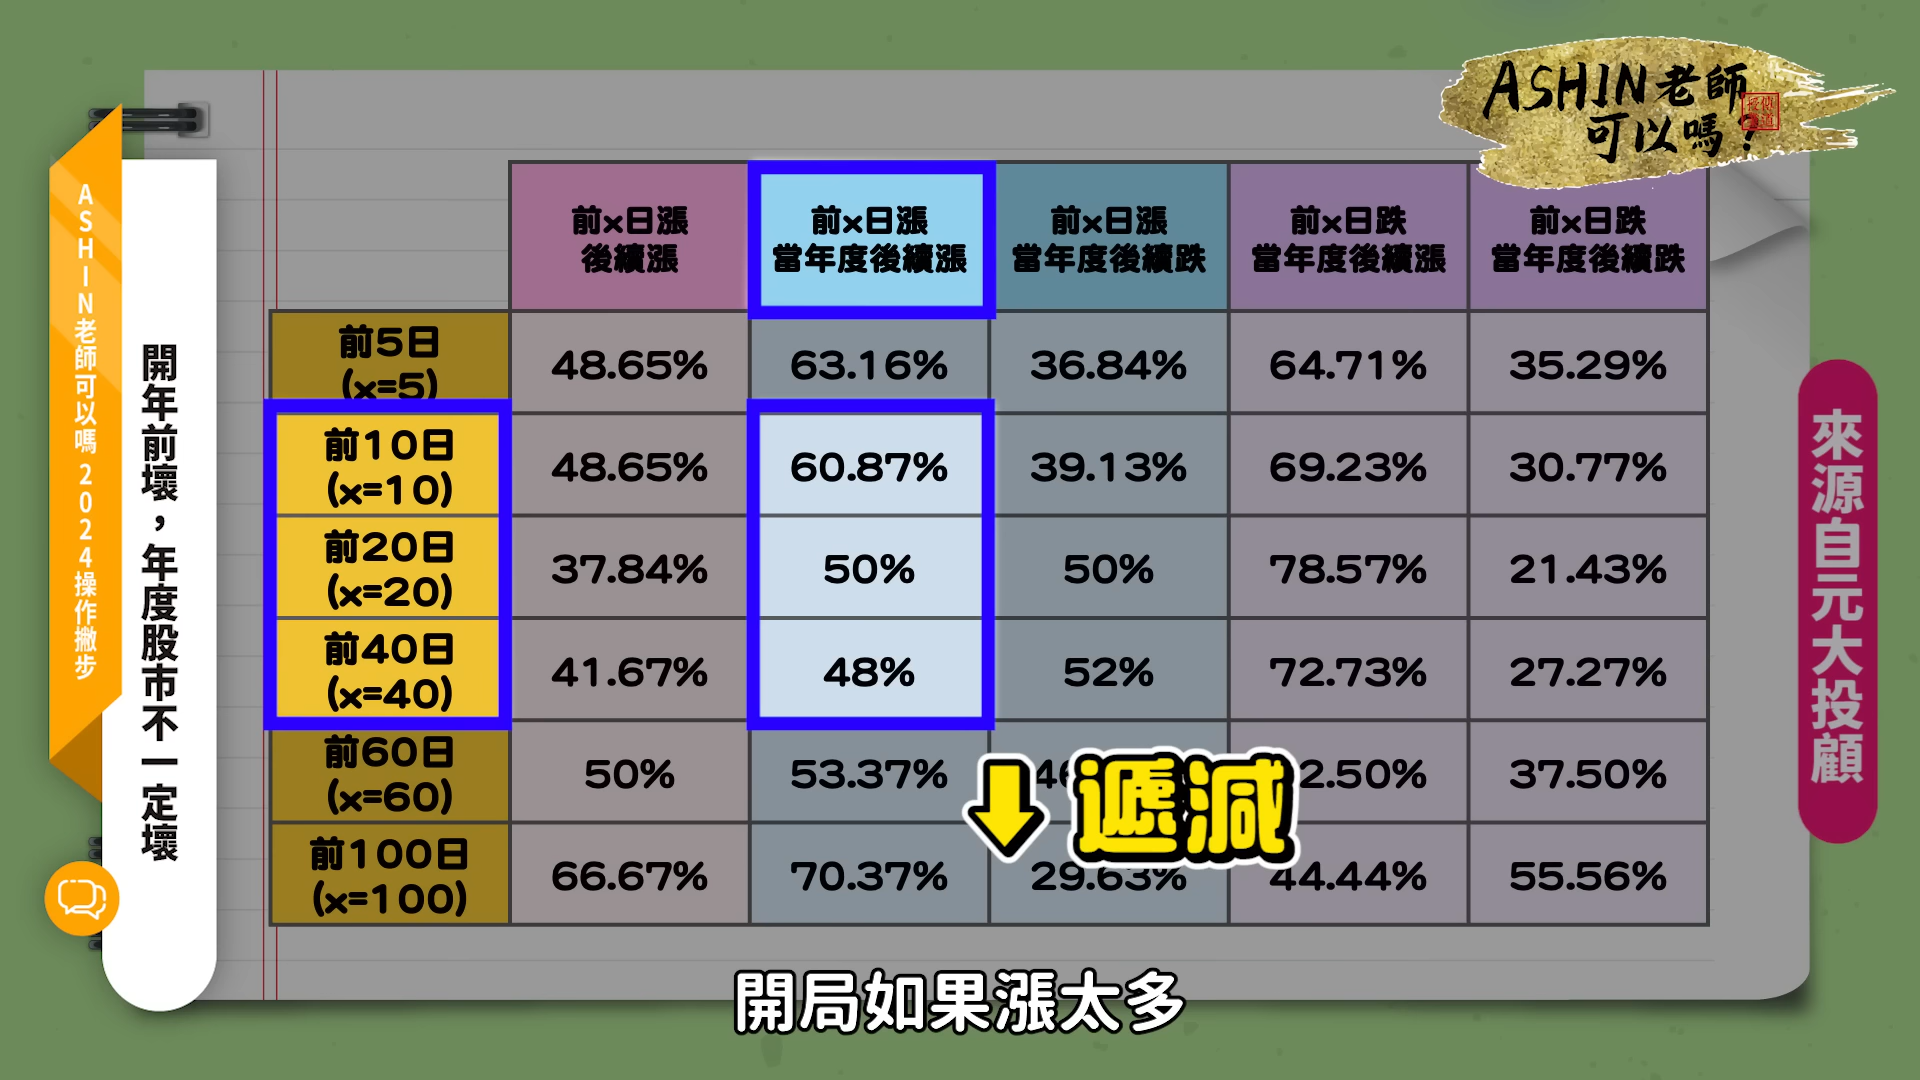 ASHIN老師
可以嗎?
ASHIN老師可以嗎 2024操作撇步
開年前壞，年度股市不一定壞
前x日漲
後續漲
前x日漲
當年度後續漲
前x日漲
當年度後續跌
前x日跌
當年度後續漲
前x日跌
當年度後續跌
前5日
(x=5)
48.65%
63.16%
36.84%
64.71%
35.29%
前10日
(x=10)
48.65%
60.87%
39.13%
69.23%
30.77%
前20日
(x=20)
37.84%
50%
50%
78.57%
21.43%
前40日
(x=40)
41.67%
48%
52%
72.73%
27.27%
前60日
(x=60)
50%
53.37%
2.50%
37.50%
前100日
(x=100)
66.67%
70.37%
29.63%
44.44%
55.56%
遞減
來源自元大投顧
開局如果漲太多